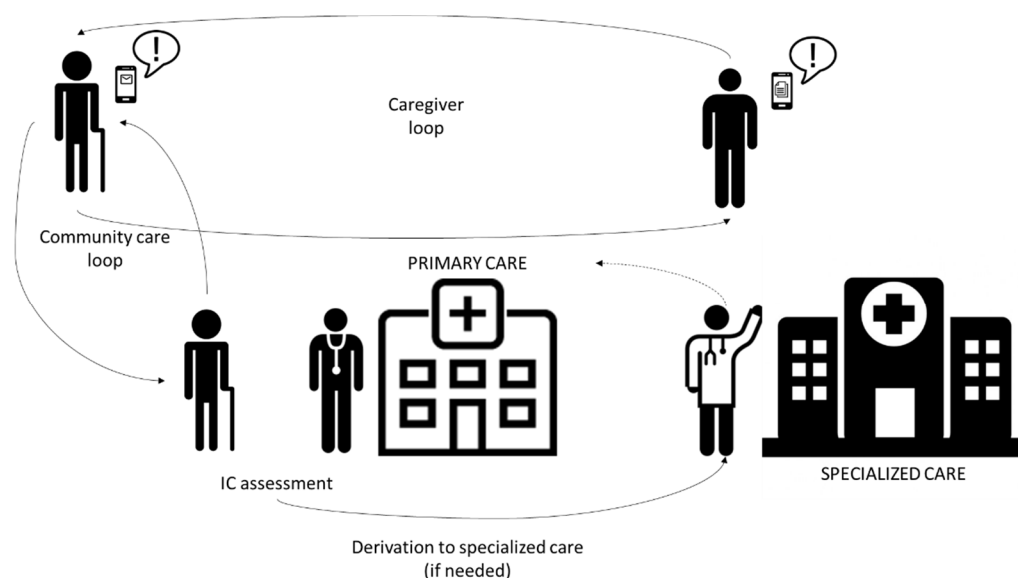 !
!
Caregiver
loop
Community care
loop
PRIMARY CARE
SPECIALIZED CARE
IC assessment
Derivation to specialized care
(if needed)